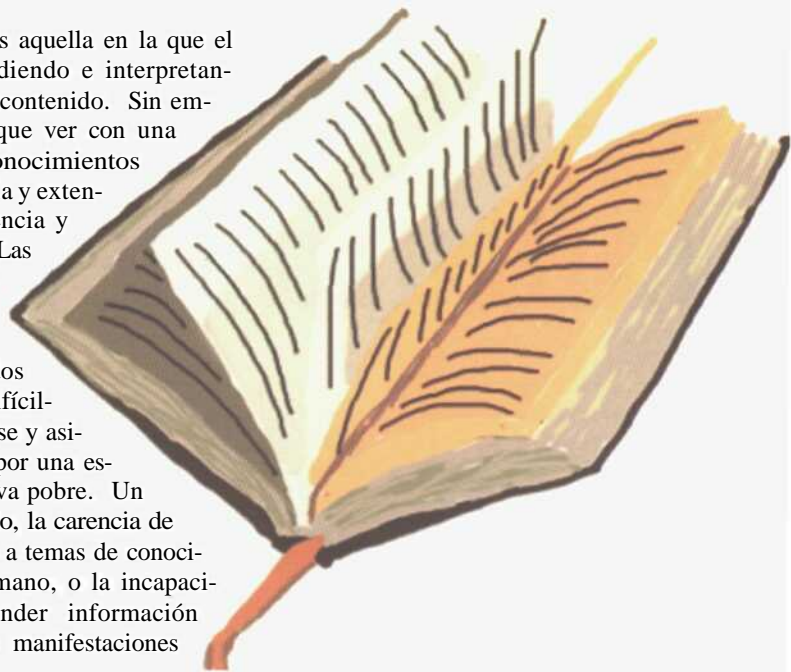 s aquella en la que el
diendo e interpretan-
contenido. Sin em-
que ver con una
onocimientos
a y exten-
encia y
Las
os
fícil-
se y asi-
por una es-
va pobre. Un
o, la carencia de
a temas de conoci-
mano, o la incapaci-
nder información
manifestaciones